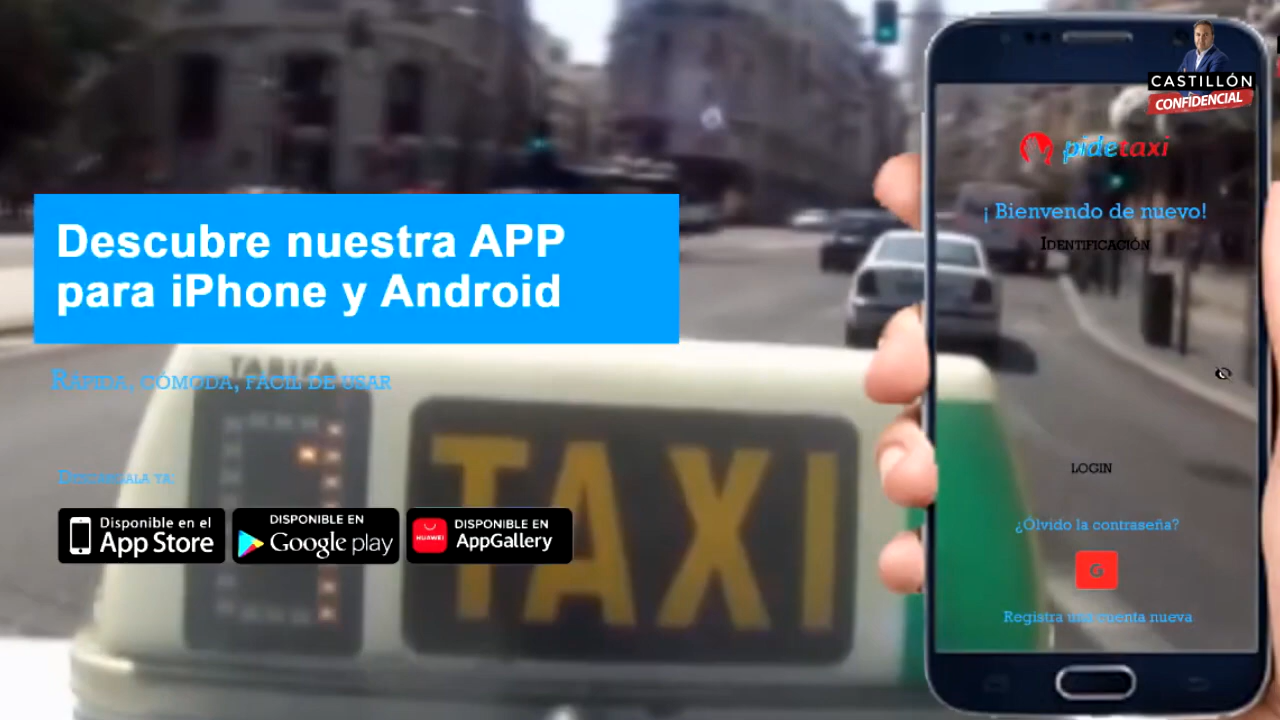 CASTILLÓN
CONFIDENCIAL
pidetaxi
¡ Bienvendo de nuevo!
IDENTIFICACIÓN
Descubre nuestra APP
para iPhone y Android
TARIFA
RÁPIDA, CÓMODA, FÁCIL DE USAR
TAXI
LOGIN
DESCÁRGALA YA:
Disponible en el
App Store
DISPONIBLE EN
Google play
HUAWEI
DISPONIBLE EN
AppGallery
¿Olvido la contraseña?
G
Registra una cuenta nueva